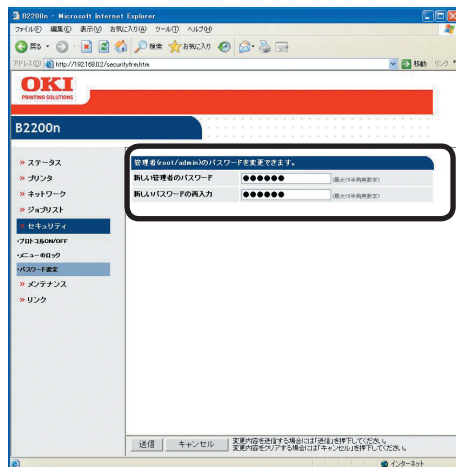 B2200n - Microsoft Internet Explorer
ファイル(F) 編集(E) 表示(V) お気に入り(A) ツール(T) ヘルプ(H)
戻る 検索 お気に入り
アドレス(D) http://192.168.0.2/securityfrm.htm 移動 リンク
OKI
PRINTING SOLUTIONS
B2200n
» ステータス
» プリンタ
» ネットワーク
» ジョブリスト
» セキュリティ
・プロトコルON/OFF
・メニューのロック
・パスワード設定
» メンテナンス
» リンク
管理者(root/admin)のパスワードを変更できます。
新しい管理者のパスワード ●●●●●● (最大15半角英数字)
新しいパスワードの再入力 ●●●●●● (最大15半角英数字)
送信 キャンセル
変更内容を送信する場合には「送信」を押下してください。
変更内容をクリアする場合には「キャンセル」を押下してください。
インターネット